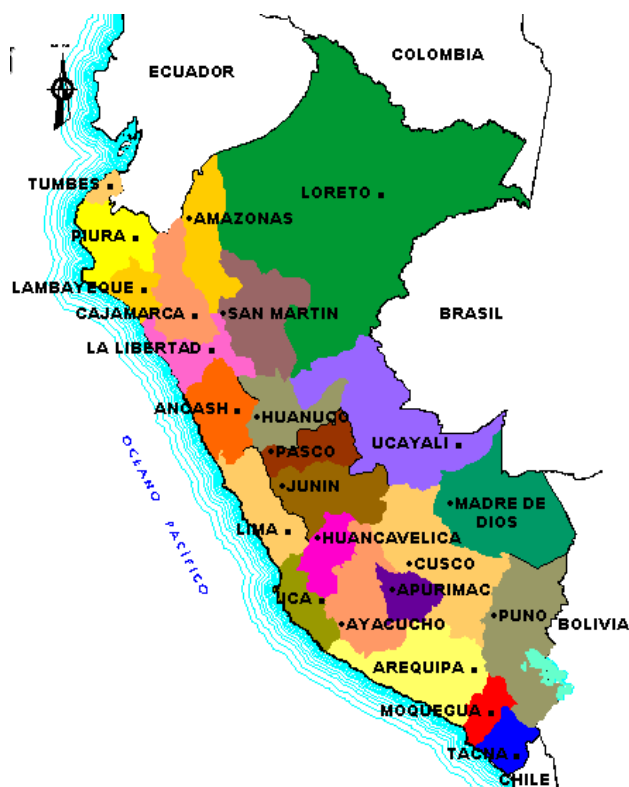 COLOMBIA
ECUADOR
TUMBES
LORETO
AMAZONAS
PIURA
LAMBAYEQUE
CAJAMARCA
SAN MARTIN
BRASIL
LA LIBERTAD
ANCASH
HUANUCO
UCAYALI
PASCO
JUNIN
MADRE DE
DIOS
LIMA
HUANCAVELICA
CUSCO
OCEANO PACÍFICO
APURIMAC
ICA
PUNO
AYACUCHO
BOLIVIA
AREQUIPA
MOQUEGUA
TACNA
CHILE